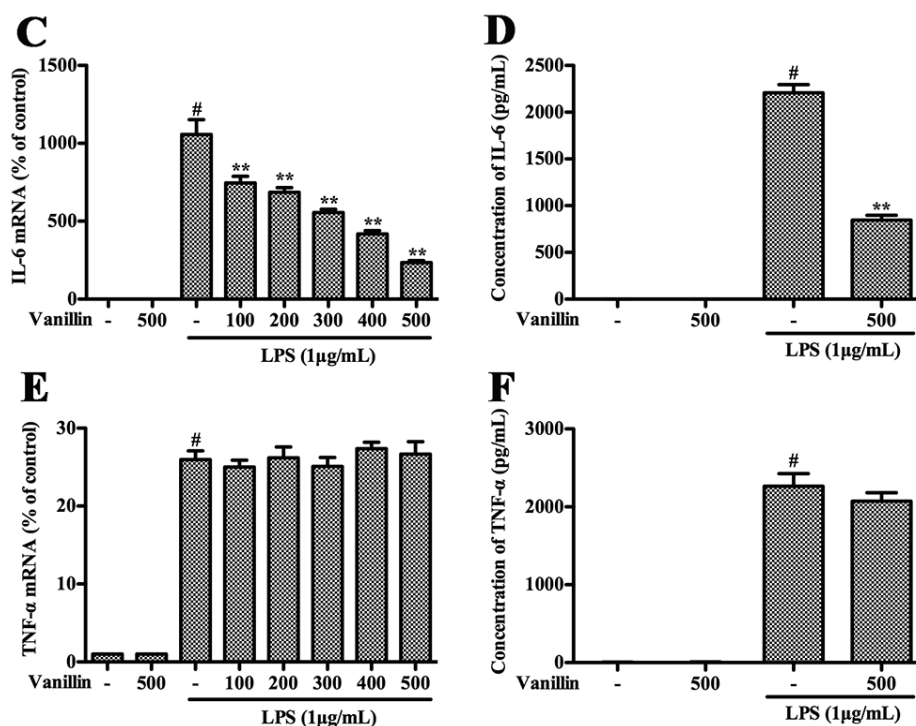 C
IL-6 mRNA (% of control)
1500
1000
500
0
#
**
**
**
**
**
Vanillin - 500 - 100 200 300 400 500
LPS (1μg/mL)
D
Concentration of IL-6 (pg/mL)
2500
2000
1500
1000
500
0
#
**
Vanillin - 500 - 500
LPS (1μg/mL)
E
TNF-α mRNA (% of control)
30
20
10
0
#
Vanillin - 500 - 100 200 300 400 500
LPS (1μg/mL)
F
Concentration of TNF-α (pg/mL)
3000
2000
1000
0
#
Vanillin - 500 - 500
LPS (1μg/mL)